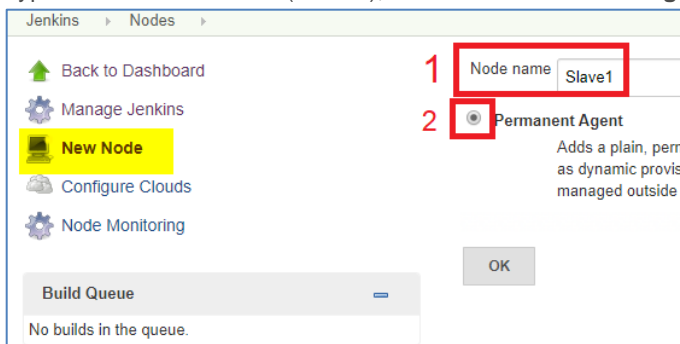 Jenkins Nodes
Back to Dashboard
Manage Jenkins
New Node
Configure Clouds
Node Monitoring
Build Queue
No builds in the queue.
1 Node name Slave1
2 Permanent Agent
Adds a plain, perm
as dynamic provis
managed outside
OK